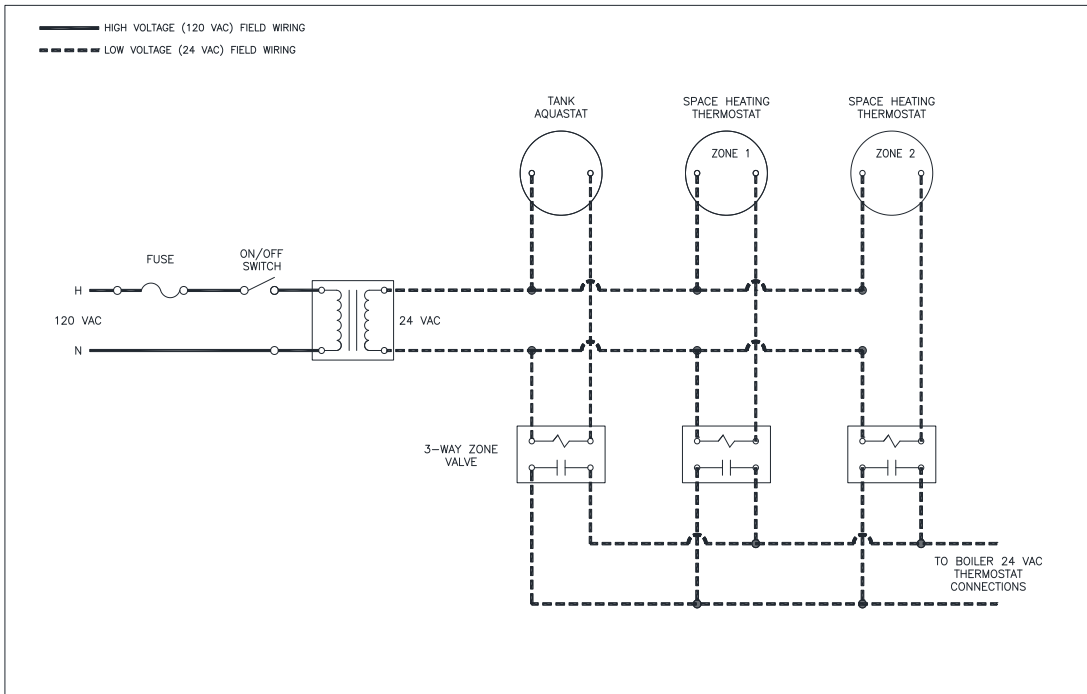 HIGH VOLTAGE (120 VAC) FIELD WIRING
LOW VOLTAGE (24 VAC) FIELD WIRING
TANK
AQUASTAT
SPACE HEATING
THERMOSTAT
SPACE HEATING
THERMOSTAT
ZONE 1
ZONE 2
FUSE
ON/OFF
SWITCH
H
120 VAC
24 VAC
N
3-WAY ZONE
VALVE
TO BOILER 24 VAC
THERMOSTAT
CONNECTIONS